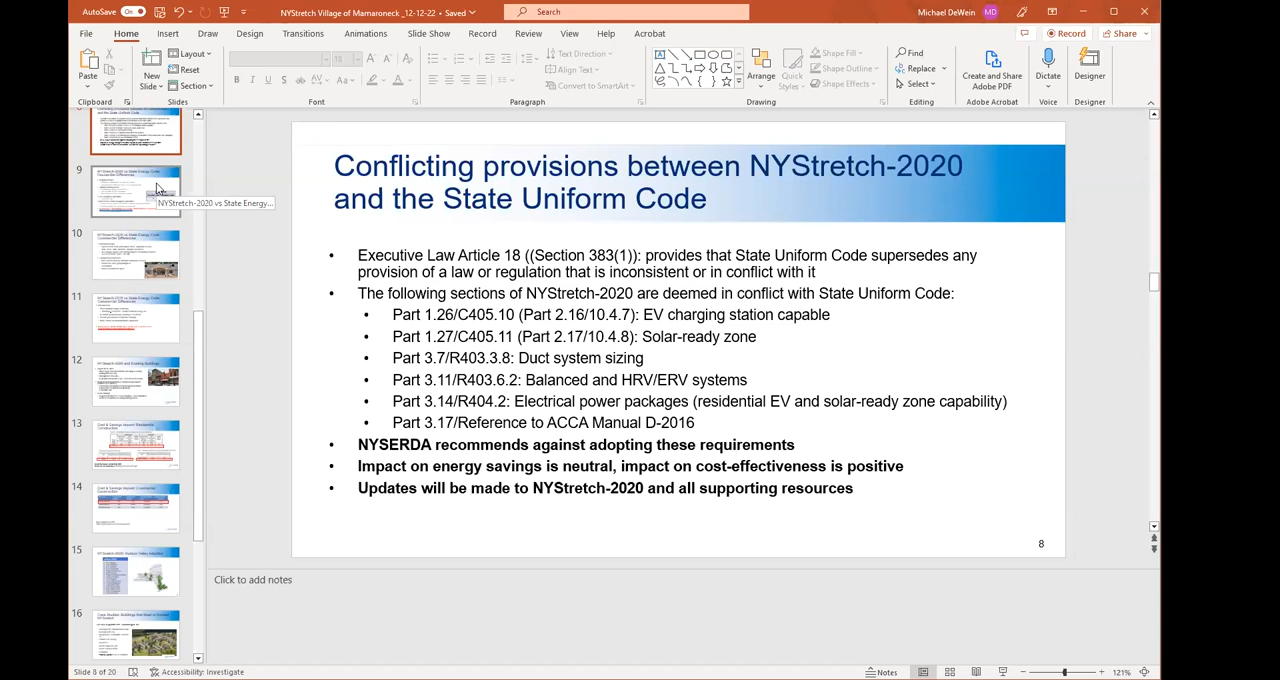 AutoSave On NYStretch Village of Mamaroneck _12-12-22 • Saved Search Michael DeWein MD
File Home Insert Draw Design Transitions Animations Slide Show Record Review View Help Acrobat Record Share
Paste New Slide Layout Reset Section 18 Text Direction Align Text Convert to SmartArt Arrange Quick Styles Shape Fill Shape Outline Shape Effects Find Replace Select Create and Share Adobe PDF Dictate Designer
Clipboard Slides Font Paragraph Drawing Editing Adobe Acrobat Voice Designer
9
NYStretch-2020 vs State Energy...
10
11
12
13
14
15
16
Conflicting provisions between NYStretch-2020
and the State Uniform Code
• Executive Law Article 18 ((Section 383(1)): provides that State Uniform Code supersedes any
provision of a law or regulation that is inconsistent or in conflict with it
• The following sections of NYStretch-2020 are deemed in conflict with State Uniform Code:
• Part 1.26/C405.10 (Part 2.16/10.4.7): EV charging station capable
• Part 1.27/C405.11 (Part 2.17/10.4.8): Solar-ready zone
• Part 3.7/R403.3.8: Duct system sizing
• Part 3.11/R403.6.2: Balanced and HRV/ERV systems
• Part 3.14/R404.2: Electrical power packages (residential EV and solar-ready zone capability)
• Part 3.17/Reference to ACCA Manual D-2016
• NYSERDA recommends against adopting these requirements
• Impact on energy savings is neutral, impact on cost-effectiveness is positive
• Updates will be made to NYStretch-2020 and all supporting resources
8
Click to add notes
Slide 8 of 20 Accessibility: Investigate Notes 121%